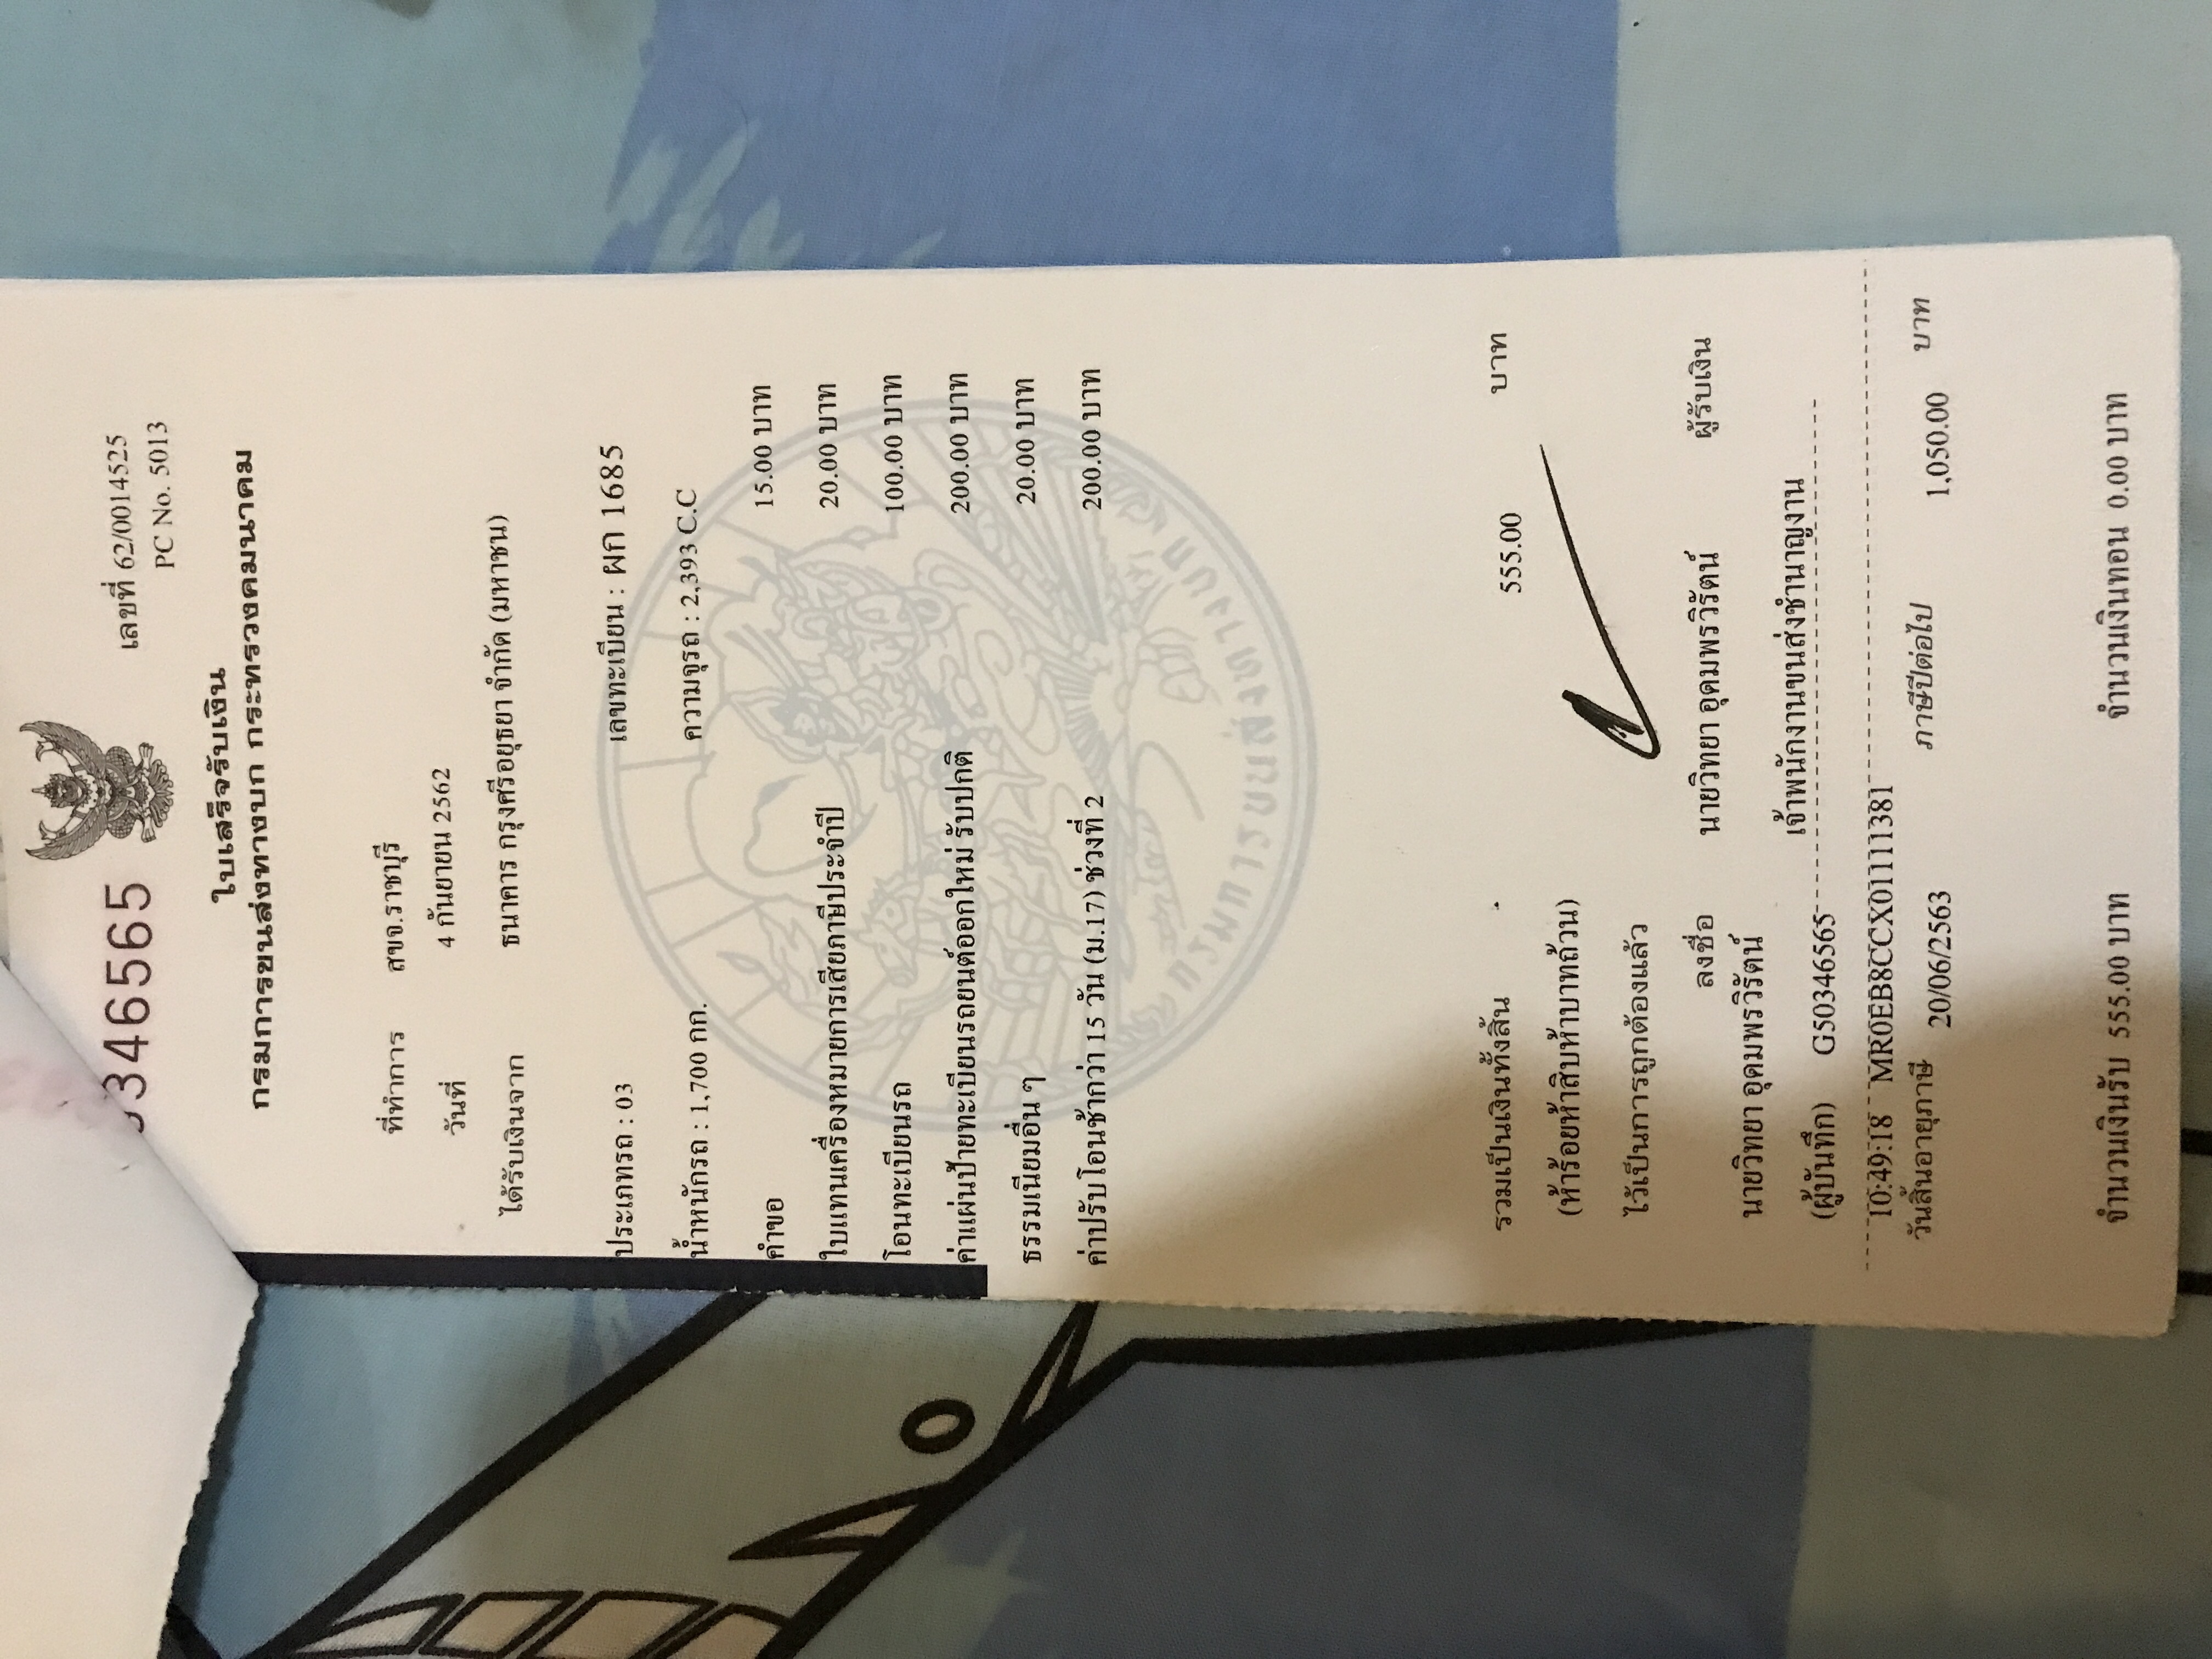 346565
เลขที่ 62/0014525
PC No. 5013
ใบเสร็จรับเงิน
กรมการขนส่งทางบก กระทรวงคมนาคม
ที่ทำการ สขจ.ราชบุรี
วันที่ 4 กันยายน 2562
ได้รับเงินจาก ธนาคาร กรุงศรีอยุธยา จำกัด (มหาชน)
ประเภทรถ : 03 เลขทะเบียน : ผก 1685
น้ำหนักรถ : 1,700 กก. ความจุรถ : 2,393 C.C
คำขอ 15.00 บาท
ใบแทนเครื่องหมายการเสียภาษีประจำปี 20.00 บาท
โอนทะเบียนรถ 100.00 บาท
ค่าแผ่นป้ายทะเบียนรถยนต์ออกใหม่ รับปกติ 200.00 บาท
ธรรมเนียมอื่น ๆ 20.00 บาท
ค่าปรับโอนช้ากว่า 15 วัน (ม.17) ช่วงที่ 2 200.00 บาท
กรมการขนส่งทางบก
รวมเป็นเงินทั้งสิ้น 555.00 บาท
(ห้าร้อยห้าสิบห้าบาทถ้วน)
ไว้เป็นการถูกต้องแล้ว
ลงชื่อ นายวิทยา อุดมพรวิรัตน์ ผู้รับเงิน
นายวิทยา อุดมพรวิรัตน์
เจ้าพนักงานขนส่งชำนาญงาน
(ผู้บันทึก) G50346565
10:49:18 MR0EB8CCX01111381
วันสิ้นอายุภาษี 20/06/2563 ภาษีปีต่อไป 1,050.00 บาท
จำนวนเงินรับ 555.00 บาท จำนวนเงินทอน 0.00 บาท